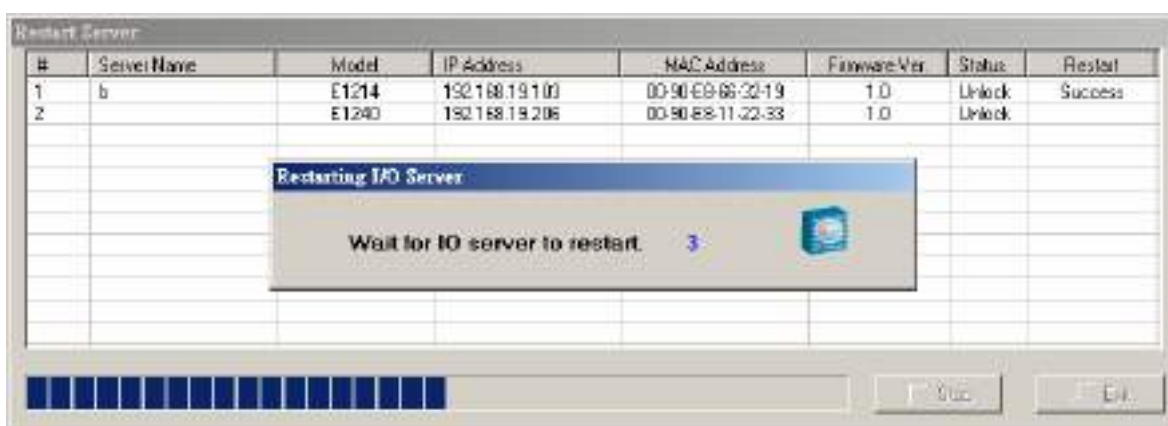 Restart Server
# Server Name Model IP Address MAC Address Firmware Ver. Status Restart
1 b E1214 192.168.19.103 00-90-E8-66-32-19 1.0 Unlock Success
2 E1240 192.168.19.206 00-90-E8-11-22-33 1.0 Unlock
Restarting I/O Server
Wait for IO server to restart. 3
Exit